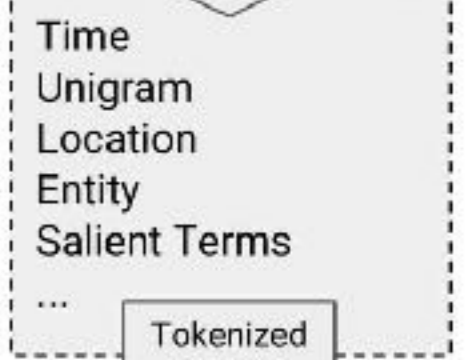 Time
Unigram
Location
Entity
Salient Terms
...
Tokenized